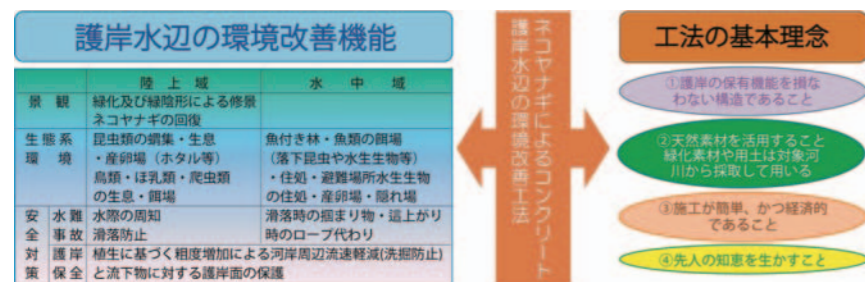 護岸水辺の環境改善機能
陸上域 水中域
景観 緑化及び緑陰形による修景
ネコヤナギの回復
生態系 昆虫類の蝟集・生息 魚付き林・魚類の餌場
環境 ・産卵場（ホタル等） （落下昆虫や水生生物等）
鳥類・ほ乳類・爬虫類 ・住処・避難場所水生生物
の生息・餌場 の住処・産卵場・隠れ場
安 水難 水際の周知 滑落時の掴まり物・這上がり
全 事故 滑落防止 時のロープ代わり
対 護岸 植生に基づく粗度増加による河岸周辺流速軽減(洗掘防止)
策 保全 と流下物に対する護岸面の保護
ネコヤナギによるコンクリート
護岸水辺の環境改善工法
工法の基本理念
①護岸の保有機能を損な
わない構造であること
②天然素材を活用すること
緑化素材や用土は対象河
川から採取して用いる
③施工が簡単、かつ経済的
であること
④先人の知恵を生かすこと